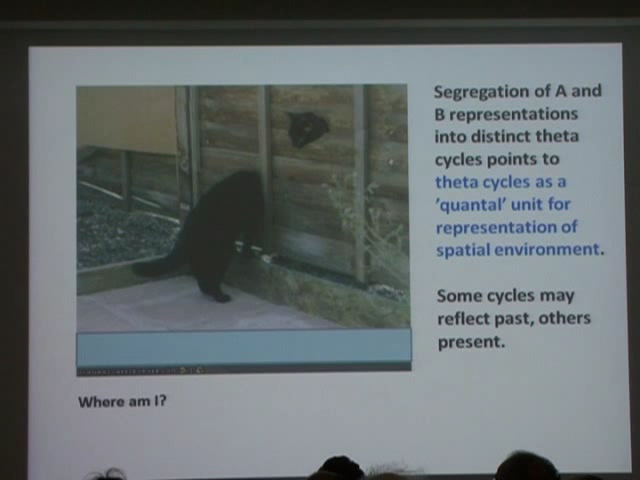 Segregation of A and
B representations
into distinct theta
cycles points to
theta cycles as a
'quantal' unit for
representation of
spatial environment.
Some cycles may
reflect past, others
present.
Where am I?